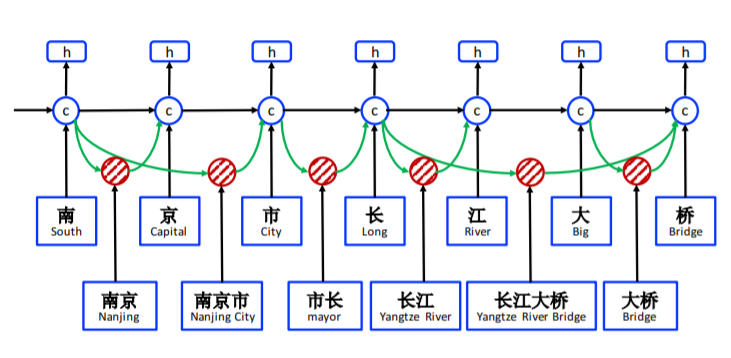 h h h h h h h
c c c c c c c
南 京 市 长 江 大 桥
South Capital City Long River Big Bridge
南京 南京市 市长 长江 长江大桥 大桥
Nanjing Nanjing City mayor Yangtze River Yangtze River Bridge Bridge